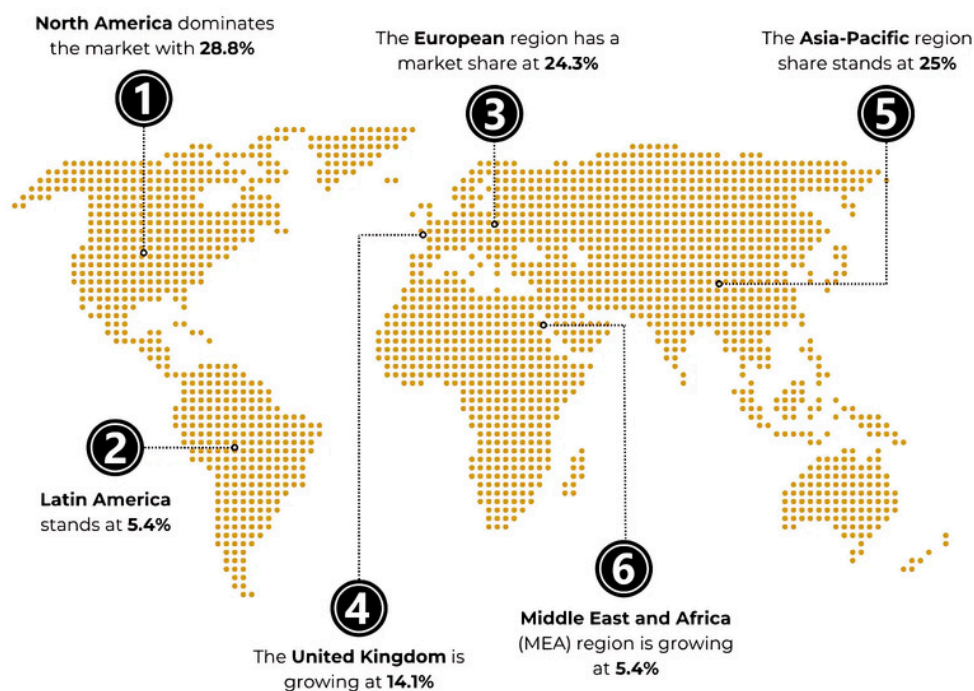 North America dominates
the market with 28.8%
1
The European region has a
market share at 24.3%
3
The Asia-Pacific region
share stands at 25%
5
2
Latin America
stands at 5.4%
4
The United Kingdom is
growing at 14.1%
6
Middle East and Africa
(MEA) region is growing
at 5.4%